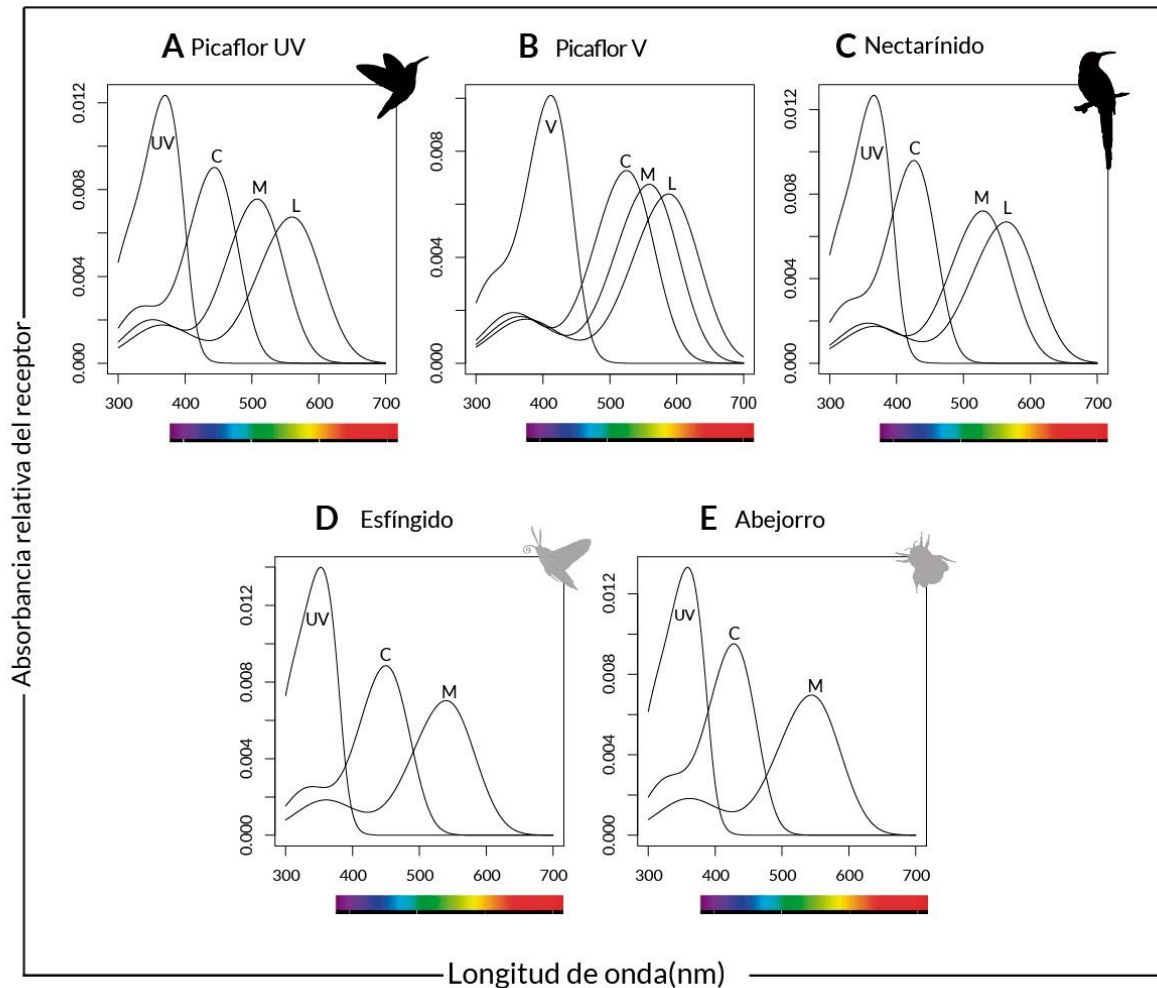 A Picaflor UV
B Picaflor V
C Nectarínido
0.012
0.008
0.004
0.000
UV
C
M
L
300 400 500 600 700
0.008
0.004
0.000
V
C
M
L
300 400 500 600 700
0.012
0.008
0.004
0.000
UV
C
M
L
300 400 500 600 700
D Esfíngido
E Abejorro
0.012
0.008
0.004
0.000
UV
C
M
300 400 500 600 700
0.012
0.008
0.004
0.000
UV
C
M
300 400 500 600 700
Absorbancia relativa del receptor
Longitud de onda(nm)